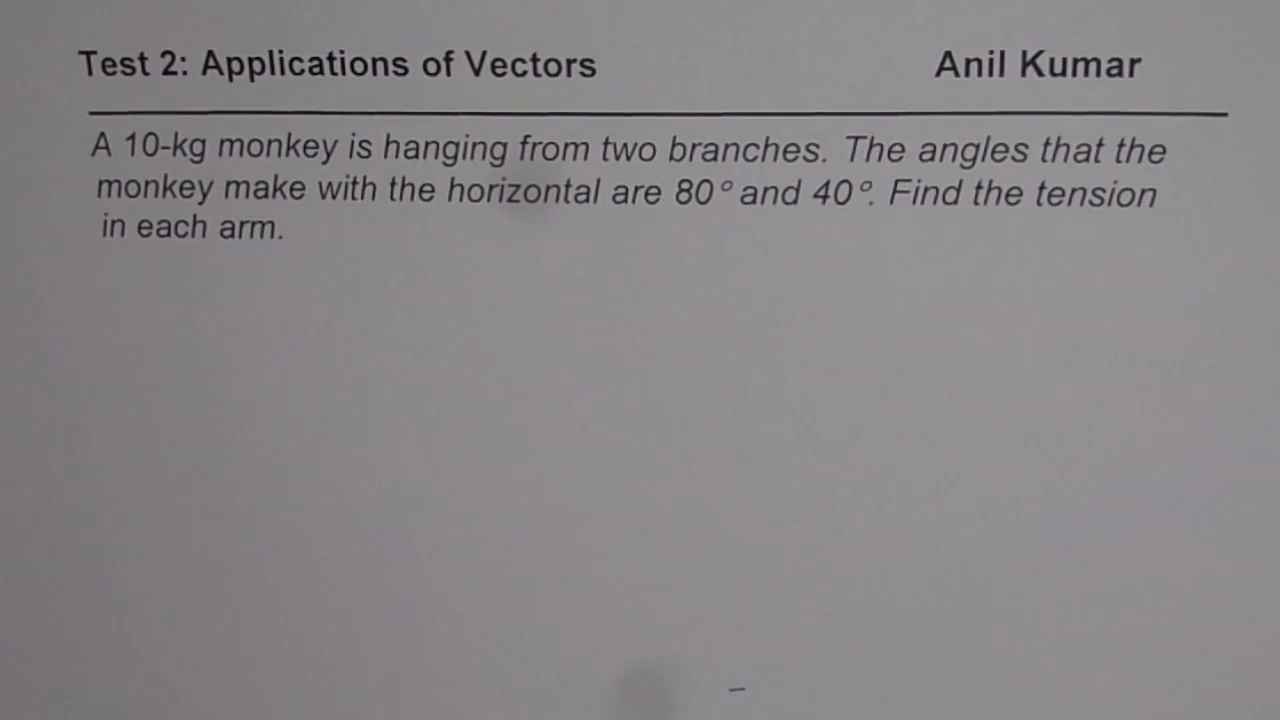 Test 2: Applications of Vectors Anil Kumar
A 10-kg monkey is hanging from two branches. The angles that the
monkey make with the horizontal are 80° and 40°. Find the tension
in each arm.